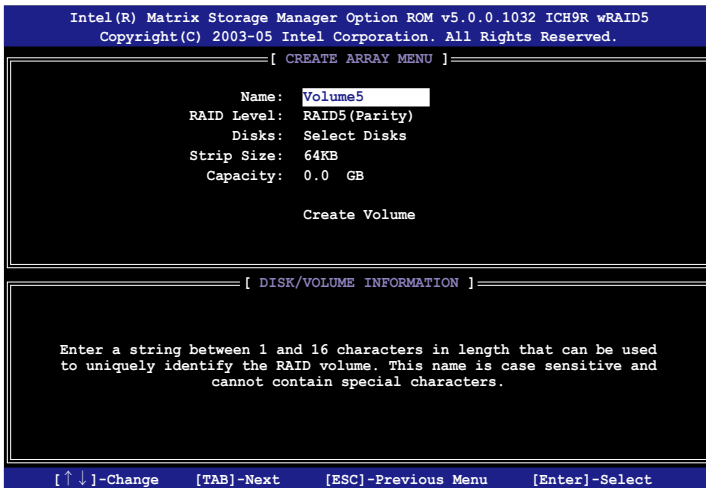 Intel(R) Matrix Storage Manager Option ROM v5.0.0.1032 ICH9R wRAID5
Copyright(C) 2003-05 Intel Corporation. All Rights Reserved.
[ CREATE ARRAY MENU ]
Name: Volume5
RAID Level: RAID5(Parity)
Disks: Select Disks
Strip Size: 64KB
Capacity: 0.0 GB
Create Volume
[ DISK/VOLUME INFORMATION ]
Enter a string between 1 and 16 characters in length that can be used
to uniquely identify the RAID volume. This name is case sensitive and
cannot contain special characters.
[↑↓]-Change [TAB]-Next [ESC]-Previous Menu [Enter]-Select